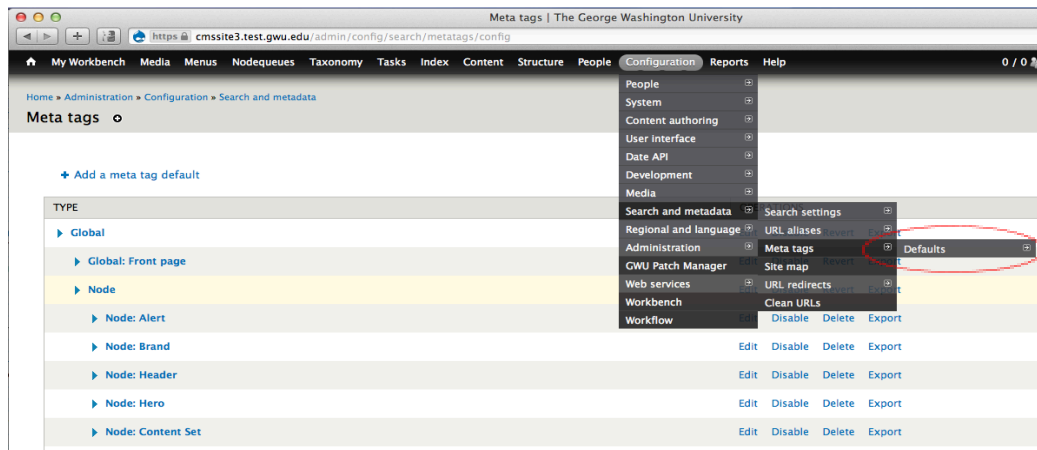 Meta tags | The George Washington University
https cmssite3.test.gwu.edu/admin/config/search/metatags/config
My Workbench Media Menus Nodequeues Taxonomy Tasks Index Content Structure People Configuration Reports Help 0 / 0
Home » Administration » Configuration » Search and metadata
Meta tags
People
System
Content authoring
User interface
Date API
Development
Media
Search and metadata
Regional and language
Administration
GWU Patch Manager
Web services
Workbench
Workflow
Search settings
URL aliases
Meta tags
Site map
URL redirects
Clean URLs
Defaults
+ Add a meta tag default
TYPE
Global
Global: Front page
Node
Node: Alert Disable Delete Export
Node: Brand Edit Disable Delete Export
Node: Header Edit Disable Delete Export
Node: Hero Edit Disable Delete Export
Node: Content Set Edit Disable Delete Export